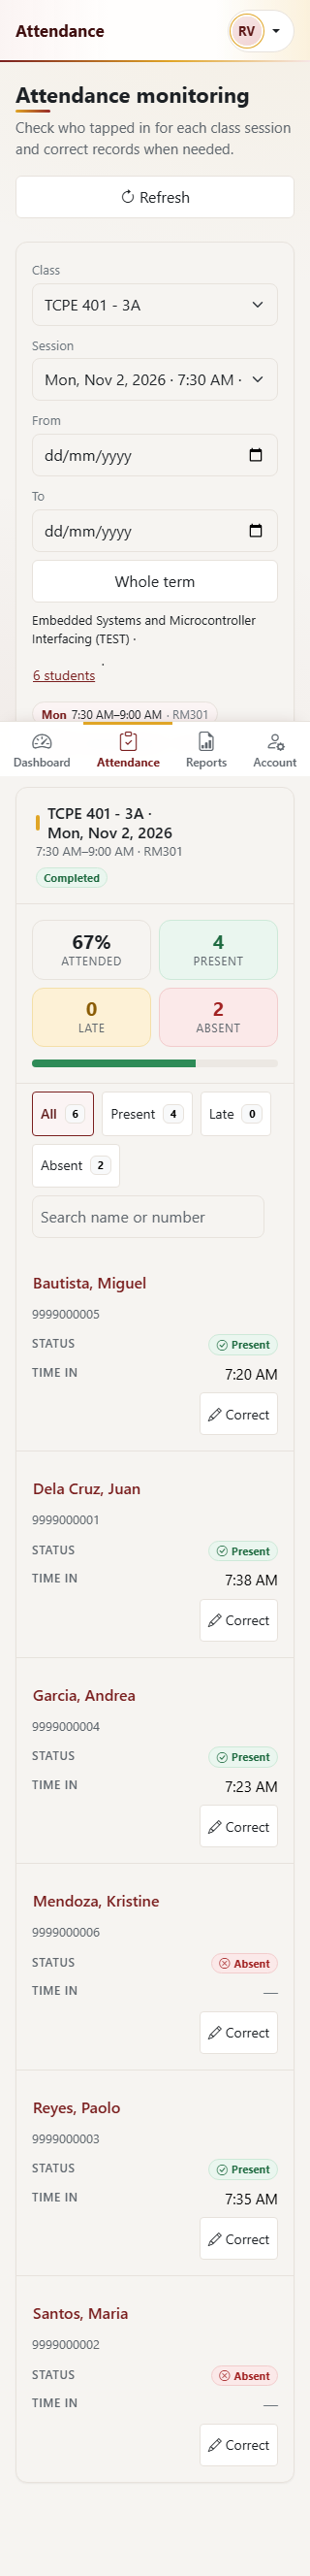 Attendance
RV
Attendance monitoring
Check who tapped in for each class session
and correct records when needed.
Refresh
Class
TCPE 401 - 3A
Session
Mon, Nov 2, 2026 · 7:30 AM ·
From
dd/mm/yyyy
To
dd/mm/yyyy
Whole term
Embedded Systems and Microcontroller
Interfacing (TEST) ·
·
6 students
Mon 7:30 AM–9:00 AM · RM301
Dashboard Attendance Reports Account
TCPE 401 - 3A ·
Mon, Nov 2, 2026
7:30 AM–9:00 AM · RM301
Completed
67% 4
ATTENDED PRESENT
0 2
LATE ABSENT
All 6 Present 4 Late 0
Absent 2
Search name or number
Bautista, Miguel
9999000005
STATUS Present
TIME IN 7:20 AM
Correct
Dela Cruz, Juan
9999000001
STATUS Present
TIME IN 7:38 AM
Correct
Garcia, Andrea
9999000004
STATUS Present
TIME IN 7:23 AM
Correct
Mendoza, Kristine
9999000006
STATUS Absent
TIME IN —
Correct
Reyes, Paolo
9999000003
STATUS Present
TIME IN 7:35 AM
Correct
Santos, Maria
9999000002
STATUS Absent
TIME IN —
Correct